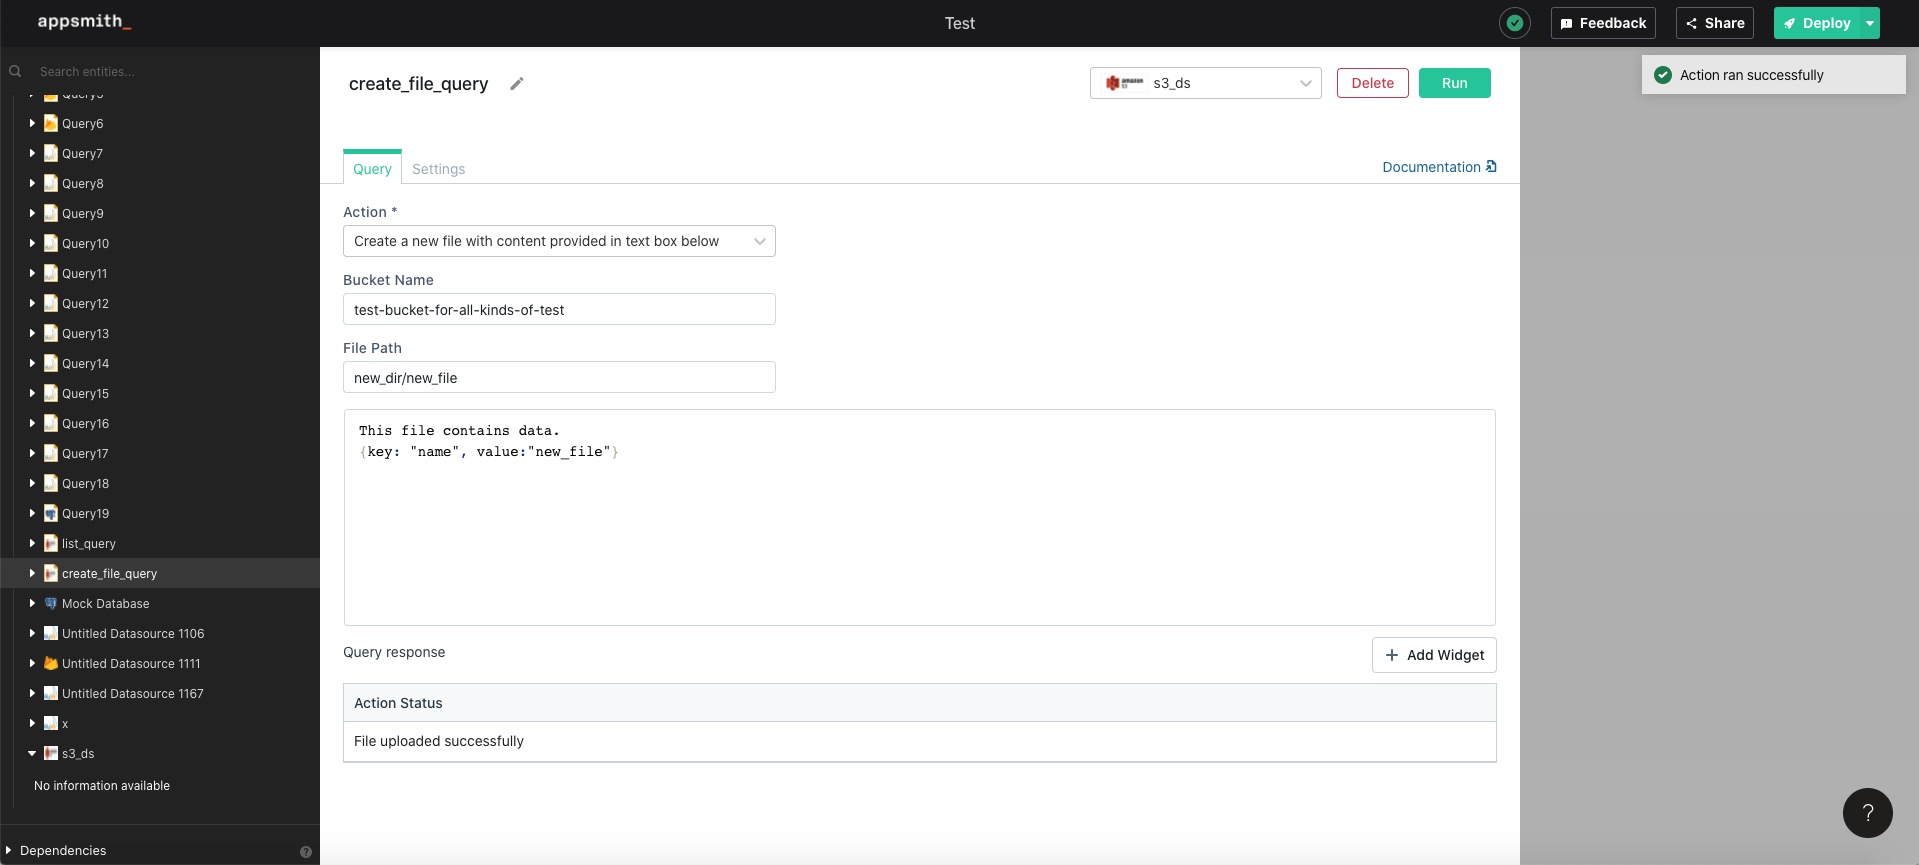 appsmith_
Test
Feedback
Share
Deploy
Search entities...
Query5
Query6
Query7
Query8
Query9
Query10
Query11
Query12
Query13
Query14
Query15
Query16
Query17
Query18
Query19
list_query
create_file_query
Mock Database
Untitled Datasource 1106
Untitled Datasource 1111
Untitled Datasource 1167
x
s3_ds
No information available
Dependencies
?
create_file_query
amazon
S3
s3_ds
Delete
Run
Action ran successfully
Query
Settings
Documentation
Action *
Create a new file with content provided in text box below
Bucket Name
test-bucket-for-all-kinds-of-test
File Path
new_dir/new_file
This file contains data.
{key: "name", value:"new_file"}
Query response
+ Add Widget
Action Status
File uploaded successfully
?